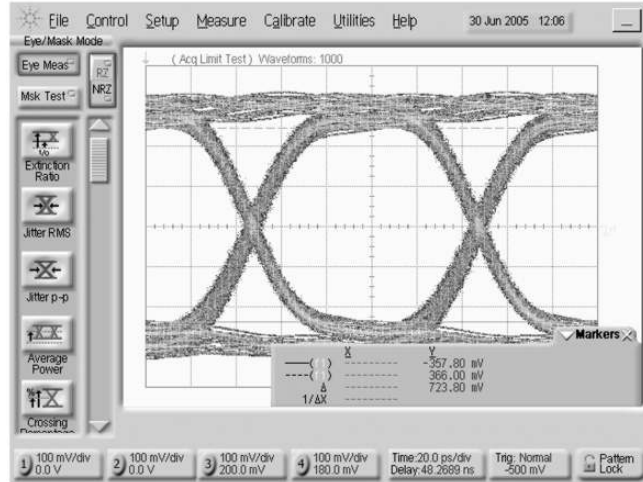 File Control Setup Measure Calibrate Utilities Help 30 Jun 2005 12:06
Eye/Mask Mode
Eye Meas
Msk Test
RZ
NRZ
( Acq Limit Test ) Waveforms: 1000
Extinction
Ratio
Jitter RMS
Jitter p-p
Average
Power
Crossing
Markers
X Y
-357.80 mV
366.00 mV
Δ 723.80 mV
1/ΔX
1) 100 mV/div
0.0 V
2) 100 mV/div
0.0 V
3) 100 mV/div
200.0 mV
4) 100 mV/div
180.0 mV
Time:20.0 ps/div
Delay:48.2689 ns
Trig: Normal
-500 mV
Pattern
Lock